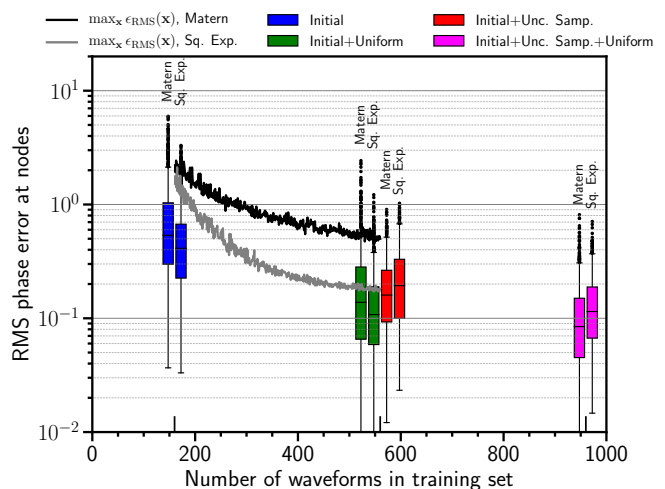 max_x ϵ_RMS(x), Matern
max_x ϵ_RMS(x), Sq. Exp.
Initial
Initial+Uniform
Initial+Unc. Samp.
Initial+Unc. Samp.+Uniform
RMS phase error at nodes
10^1
10^0
10^−1
10^−2
Matern
Sq. Exp.
Matern
Sq. Exp.
Matern
Sq. Exp.
Matern
Sq. Exp.
0 200 400 600 800 1000
Number of waveforms in training set